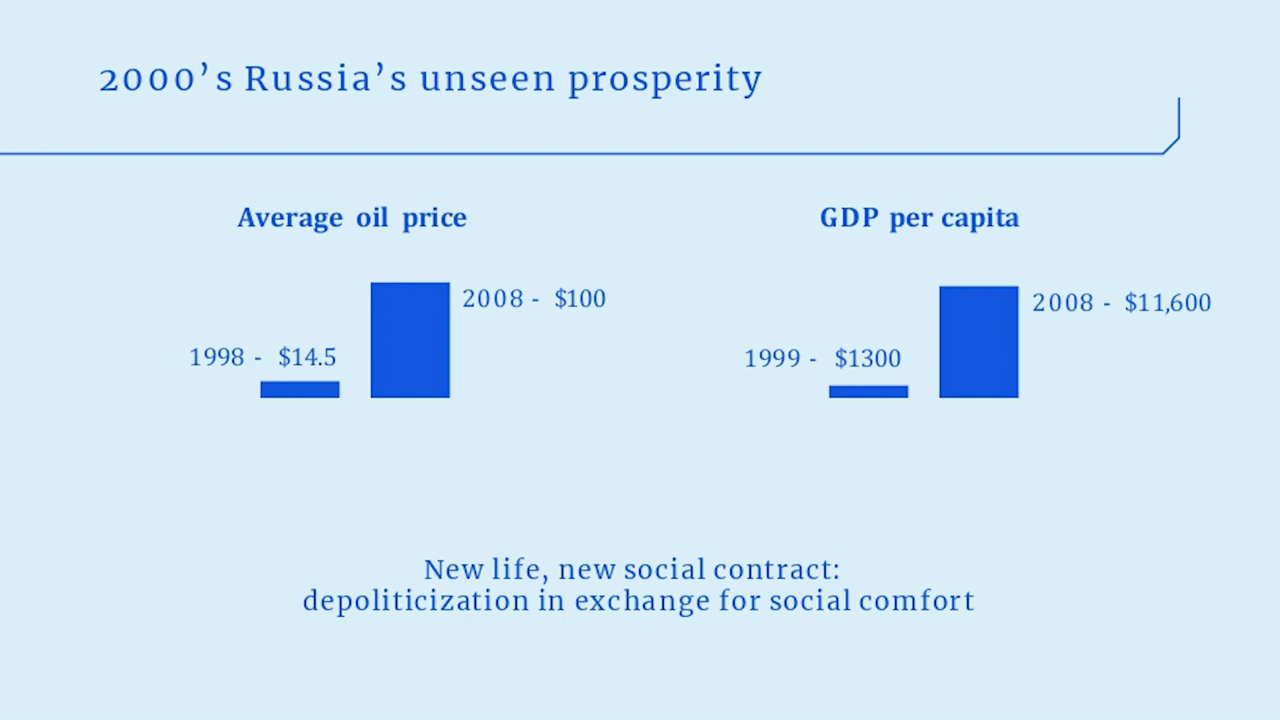 2000’s Russia’s unseen prosperity
Average oil price
2008 - $100
1998 - $14.5
GDP per capita
2008 - $11,600
1999 - $1300
New life, new social contract:
depoliticization in exchange for social comfort